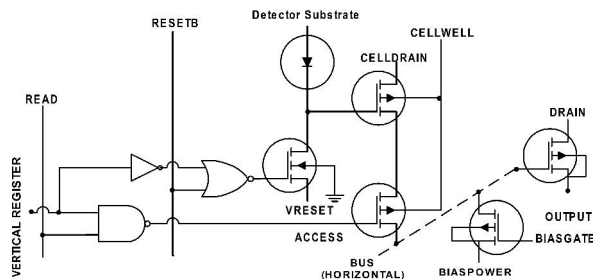 Detector Substrate
RESETB
CELLWELL
CELLDRAIN
READ
DRAIN
VERTICAL REGISTER
VRESET
ACCESS
OUTPUT
BIASGATE
BUS
(HORIZONTAL)
BIASPOWER